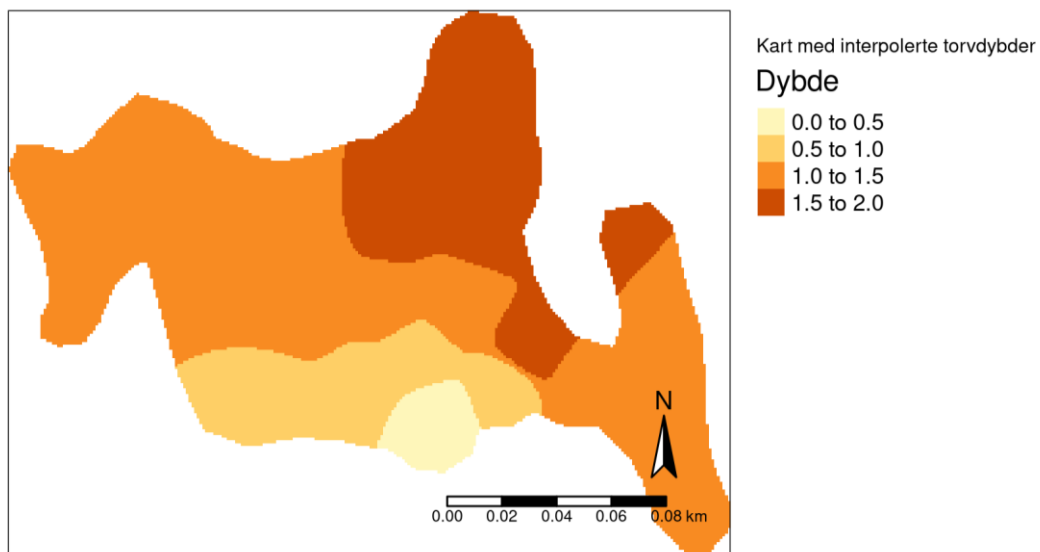 Kart med interpolerte torvdybder
Dybde
0.0 to 0.5
0.5 to 1.0
1.0 to 1.5
1.5 to 2.0
N
0.00 0.02 0.04 0.06 0.08 km